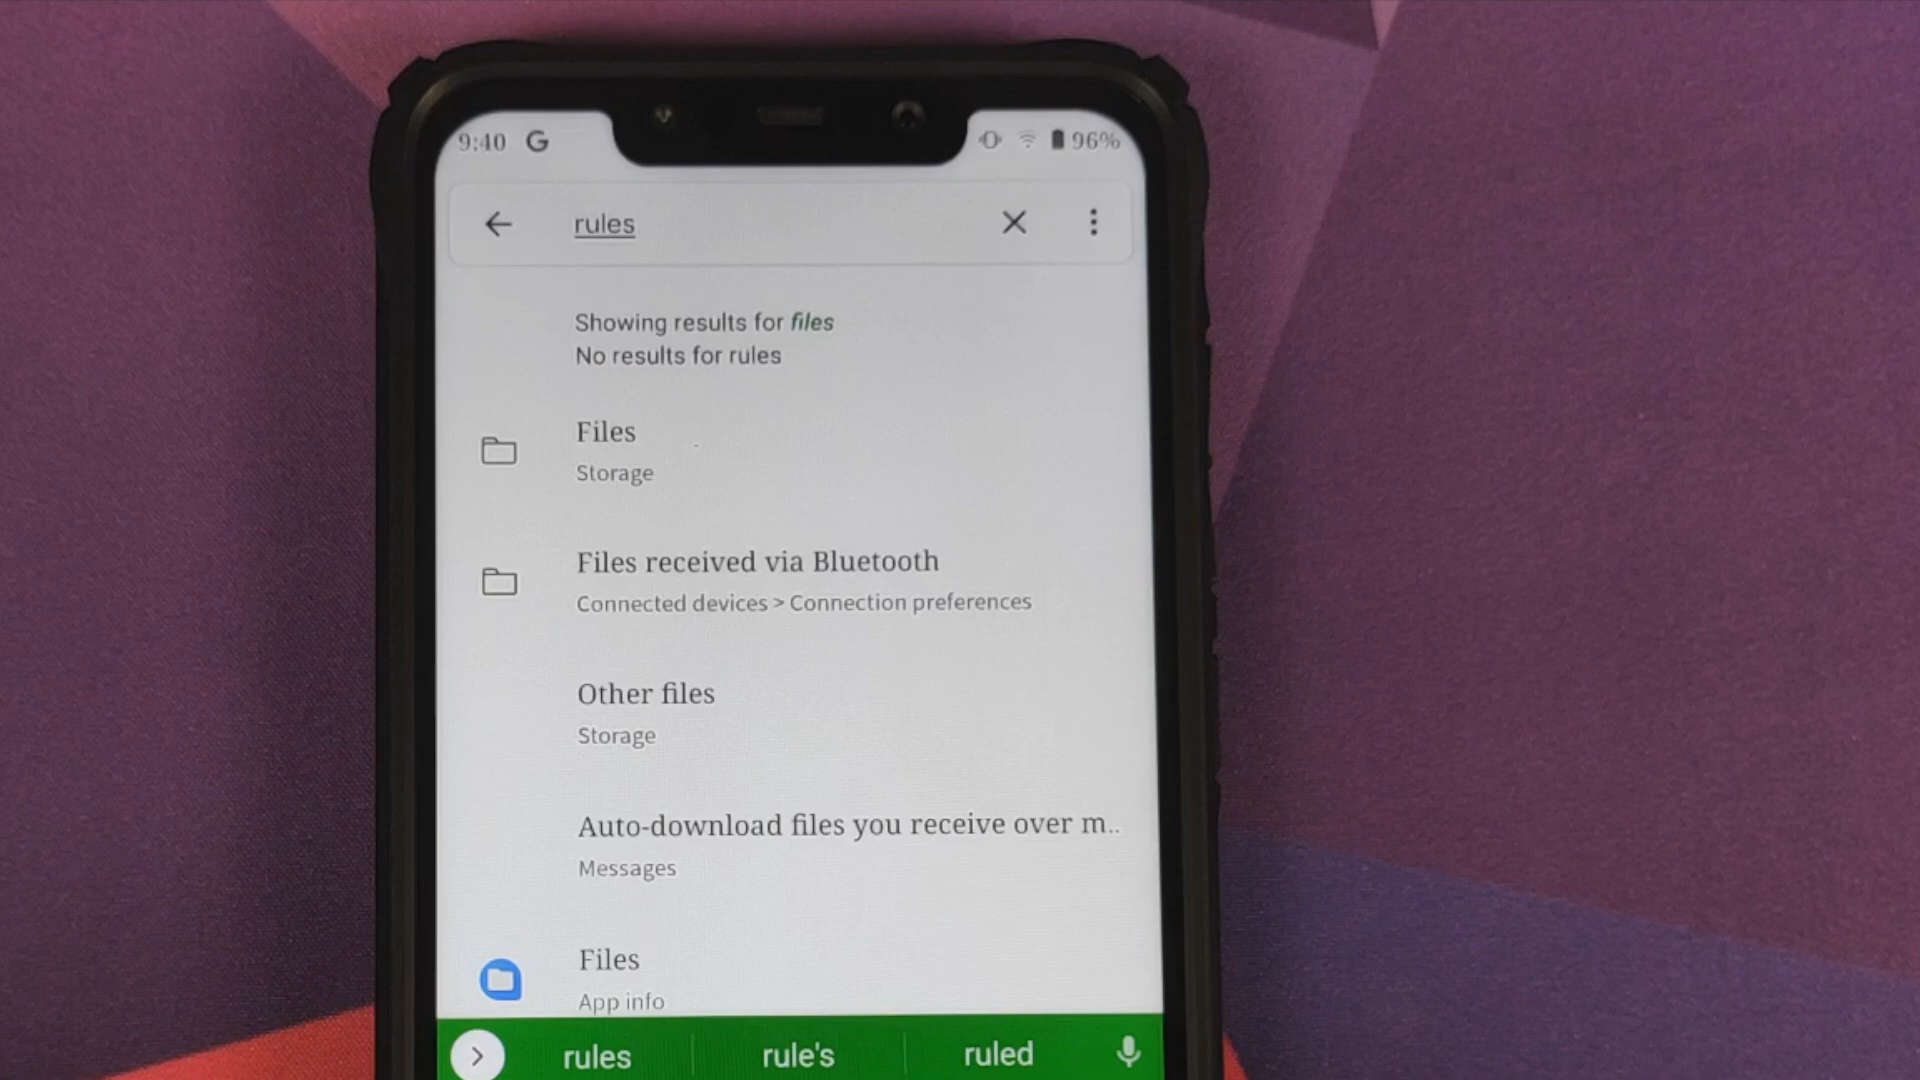 9:40 G 96%
rules
Showing results for files
No results for rules
Files
Storage
Files received via Bluetooth
Connected devices > Connection preferences
Other files
Storage
Auto-download files you receive over m..
Messages
Files
App info
rules rule's ruled